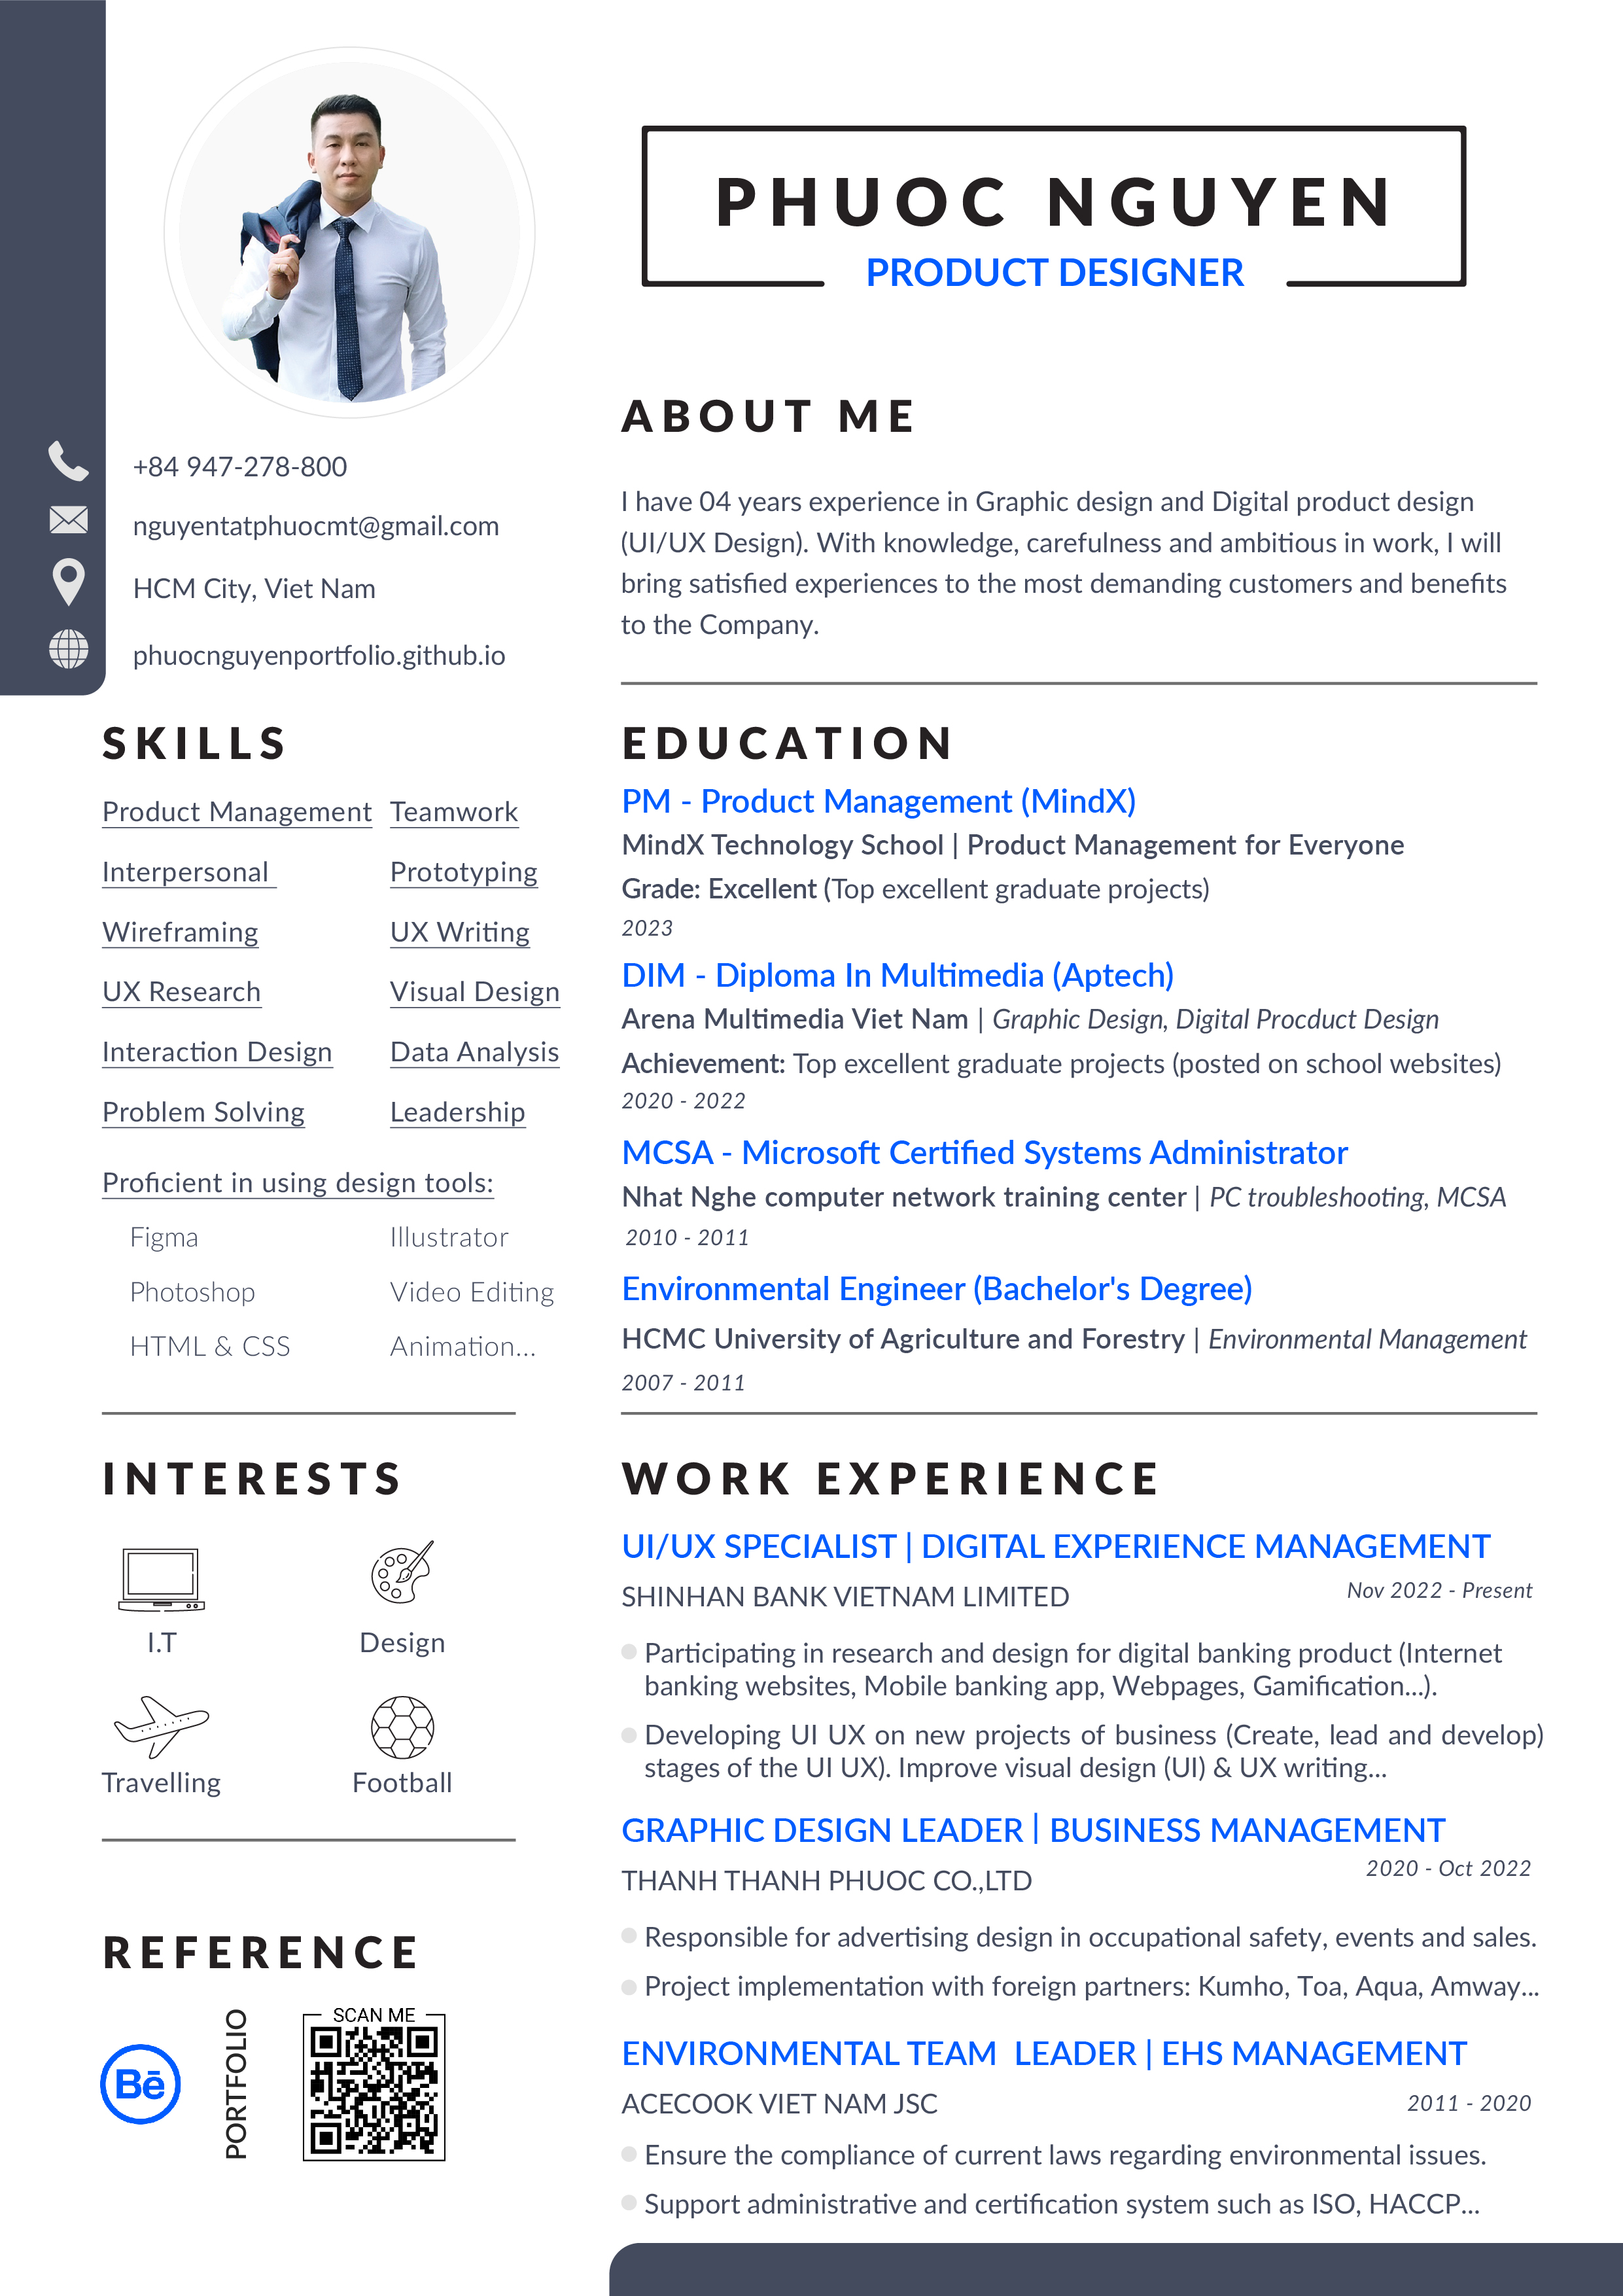 PHUOC NGUYEN
PRODUCT DESIGNER
+84 947-278-800
nguyentatphuocmt@gmail.com
HCM City, Viet Nam
phuocnguyenportfolio.github.io
ABOUT ME
I have 04 years experience in Graphic design and Digital product design
(UI/UX Design). With knowledge, carefulness and ambitious in work, I will
bring satisfied experiences to the most demanding customers and benefits
to the Company.
SKILLS
Product Management Teamwork
Interpersonal Prototyping
Wireframing UX Writing
UX Research Visual Design
Interaction Design Data Analysis
Problem Solving Leadership
Proficient in using design tools:
Figma Illustrator
Photoshop Video Editing
HTML & CSS Animation...
INTERESTS
I.T Design
Travelling Football
REFERENCE
Bē
PORTFOLIO
SCAN ME
EDUCATION
PM - Product Management (MindX)
MindX Technology School | Product Management for Everyone
Grade: Excellent (Top excellent graduate projects)
2023
DIM - Diploma In Multimedia (Aptech)
Arena Multimedia Viet Nam | Graphic Design, Digital Procduct Design
Achievement: Top excellent graduate projects (posted on school websites)
2020 - 2022
MCSA - Microsoft Certified Systems Administrator
Nhat Nghe computer network training center | PC troubleshooting, MCSA
2010 - 2011
Environmental Engineer (Bachelor's Degree)
HCMC University of Agriculture and Forestry | Environmental Management
2007 - 2011
WORK EXPERIENCE
UI/UX SPECIALIST | DIGITAL EXPERIENCE MANAGEMENT
SHINHAN BANK VIETNAM LIMITED Nov 2022 - Present
Participating in research and design for digital banking product (Internet
banking websites, Mobile banking app, Webpages, Gamification...).
Developing UI UX on new projects of business (Create, lead and develop)
stages of the UI UX). Improve visual design (UI) & UX writing...
GRAPHIC DESIGN LEADER | BUSINESS MANAGEMENT
THANH THANH PHUOC CO.,LTD 2020 - Oct 2022
Responsible for advertising design in occupational safety, events and sales.
Project implementation with foreign partners: Kumho, Toa, Aqua, Amway...
ENVIRONMENTAL TEAM LEADER | EHS MANAGEMENT
ACECOOK VIET NAM JSC 2011 - 2020
Ensure the compliance of current laws regarding environmental issues.
Support administrative and certification system such as ISO, HACCP...